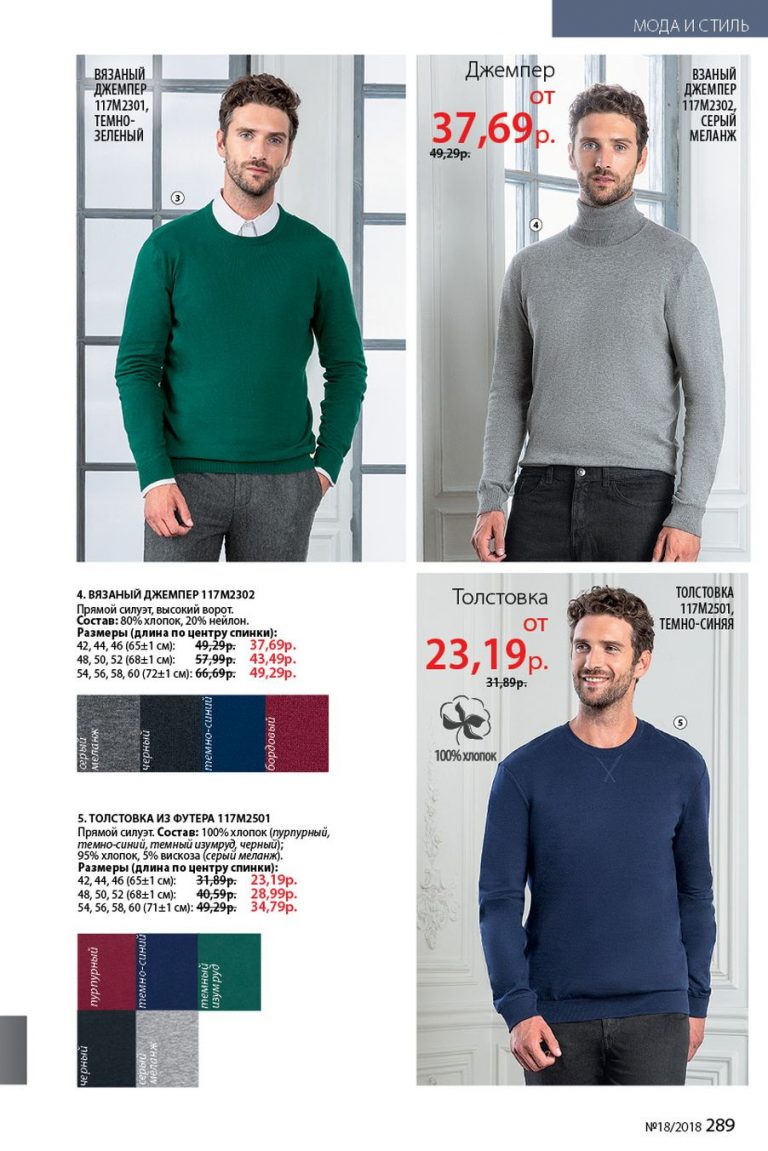 МОДА И СТИЛЬ
ВЯЗАНЫЙ
ДЖЕМПЕР
117М2301,
ТЕМНО-
ЗЕЛЕНЫЙ
3
Джемпер
от
37,69р.
49,29р.
ВЗАНЫЙ
ДЖЕМПЕР
117М2302,
СЕРЫЙ
МЕЛАНЖ
4
4. ВЯЗАНЫЙ ДЖЕМПЕР 117М2302
Прямой силуэт, высокий ворот.
Состав: 80% хлопок, 20% нейлон.
Размеры (длина по центру спинки):
42, 44, 46 (65±1 см): 49,29р. 37,69р.
48, 50, 52 (68±1 см): 57,99р. 43,49р.
54, 56, 58, 60 (72±1 см): 66,69р. 49,29р.
серый
меланж
черный
темно-синий
бордовый
Толстовка
от
23,19р.
31,89р.
100% хлопок
ТОЛСТОВКА
117М2501,
ТЕМНО-СИНЯЯ
5
5. ТОЛСТОВКА ИЗ ФУТЕРА 117М2501
Прямой силуэт. Состав: 100% хлопок (пурпурный,
темно-синий, темный изумруд, черный);
95% хлопок, 5% вискоза (серый меланж).
Размеры (длина по центру спинки):
42, 44, 46 (65±1 см): 31,89р. 23,19р.
48, 50, 52 (68±1 см): 40,59р. 28,99р.
54, 56, 58, 60 (71±1 см): 49,29р. 34,79р.
пурпурный
темно-синий
темный
изумруд
черный
серый
меланж
№18/2018 289